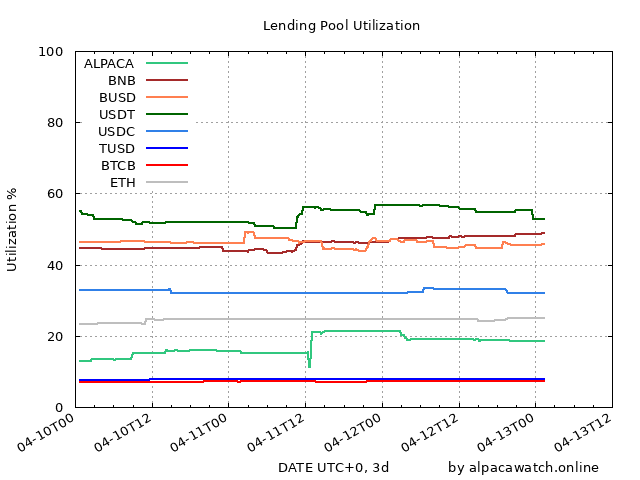 Lending Pool Utilization
Utilization %
100
80
60
40
20
0
ALPACA
BNB
BUSD
USDT
USDC
TUSD
BTCB
ETH
04-10T00
04-10T12
04-11T00
04-11T12
04-12T00
04-12T12
04-13T00
04-13T12
DATE UTC+0, 3d
by alpacawatch.online